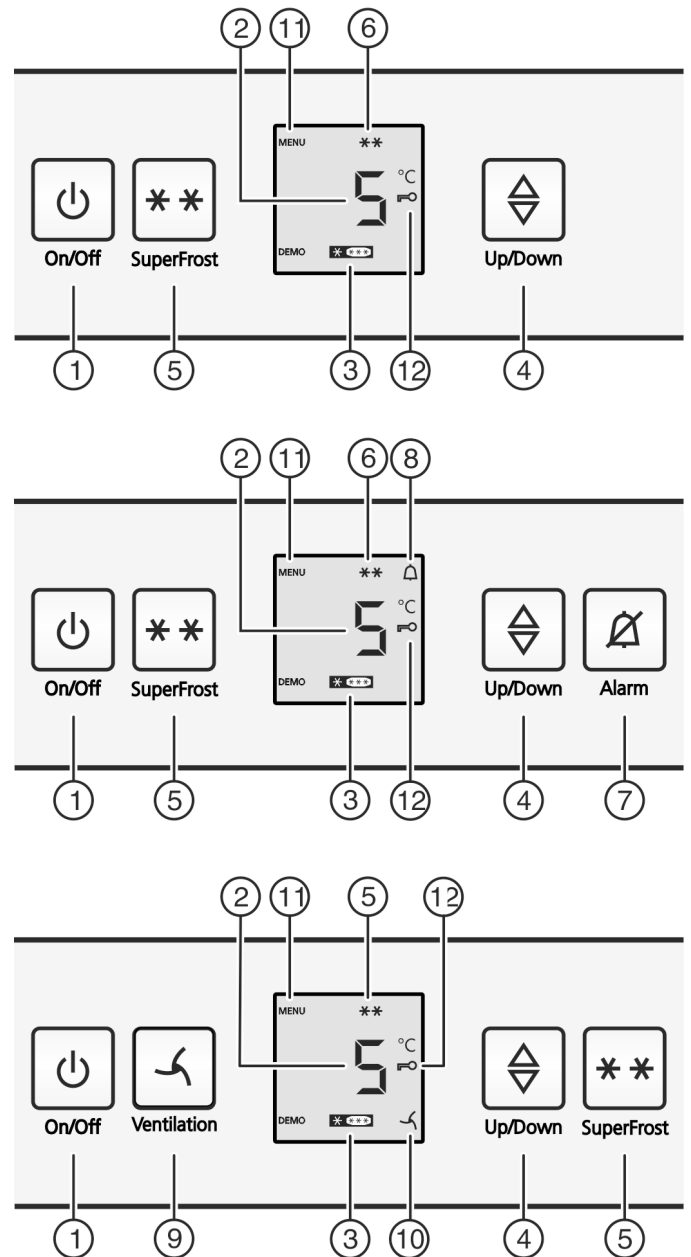 2 11 6
MENU **
5 °C
DEMO * ***
On/Off SuperFrost Up/Down
1 5 3 12 4
2 11 6 8
MENU **
5 °C
DEMO * ***
On/Off SuperFrost Up/Down Alarm
1 5 3 12 4 7
2 11 5 12
MENU **
5 °C
DEMO * ***
On/Off Ventilation Up/Down SuperFrost
1 9 3 10 4 5